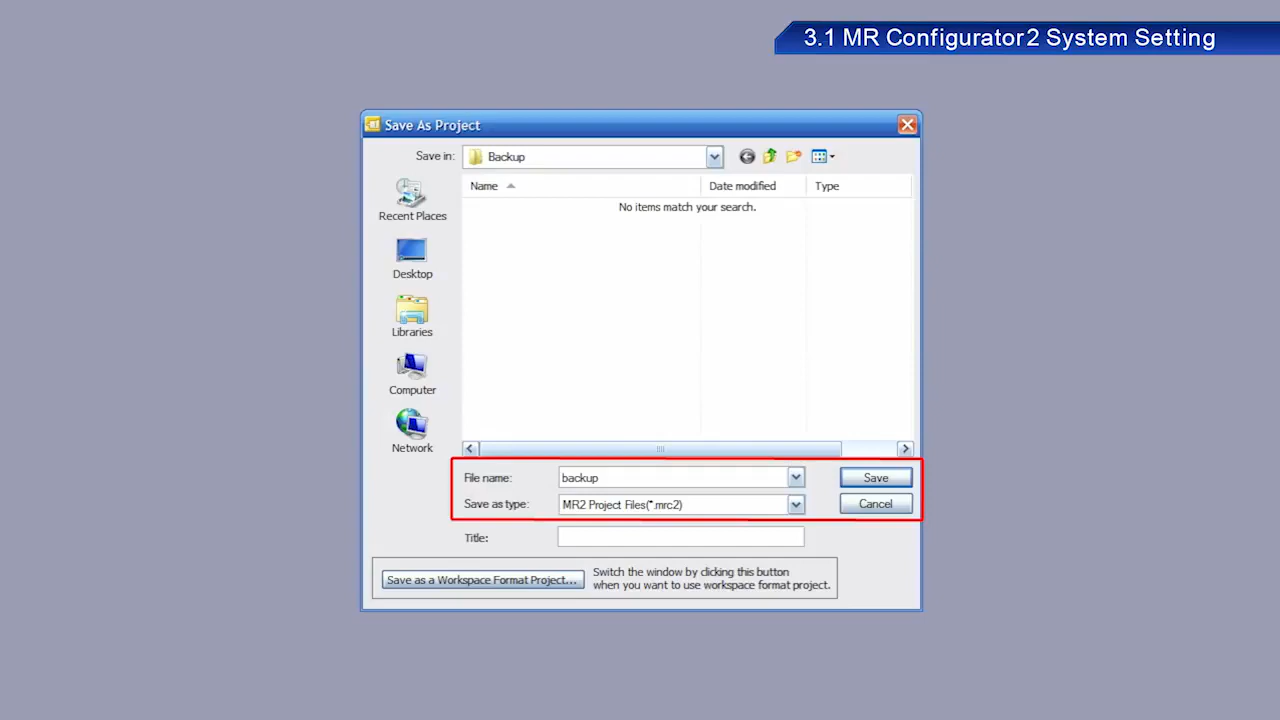 3.1 MR Configurator2 System Setting
Save As Project
Save in: Backup
Name Date modified Type
No items match your search.
Recent Places
Desktop
Libraries
Computer
Network
File name: backup Save
Save as type: MR2 Project Files(*.mrc2) Cancel
Title:
Save as a Workspace Format Project... Switch the window by clicking this button
when you want to use workspace format project.